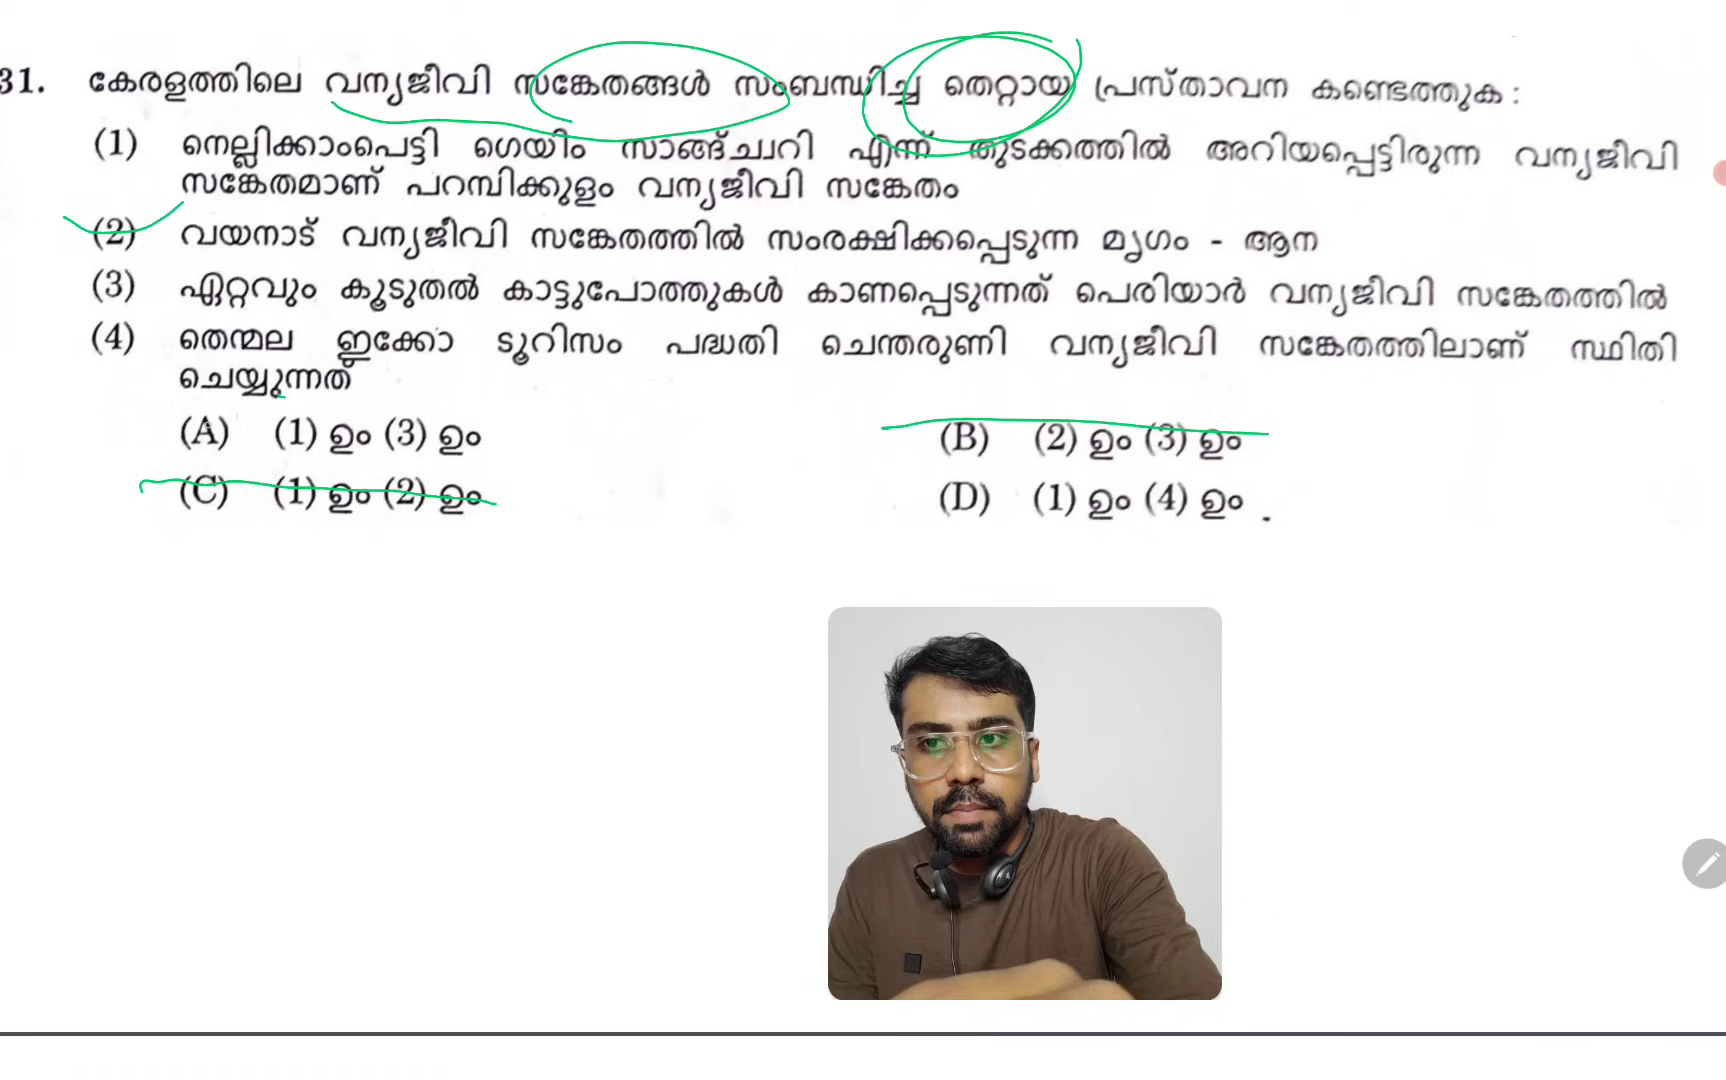 31. കേരളത്തിലെ വന്യജീവി സങ്കേതങ്ങൾ സംബന്ധിച്ച തെറ്റായ പ്രസ്താവന കണ്ടെത്തുക :
(1) നെല്ലിക്കാംപെട്ടി ഗെയിം സാങ്ങ്ച്വറി എന്ന് തുടക്കത്തിൽ അറിയപ്പെട്ടിരുന്ന വന്യജീവി
സങ്കേതമാണ് പറമ്പിക്കുളം വന്യജീവി സങ്കേതം
(2) വയനാട് വന്യജീവി സങ്കേതത്തിൽ സംരക്ഷിക്കപ്പെടുന്ന മൃഗം - ആന
(3) ഏറ്റവും കൂടുതൽ കാട്ടുപോത്തുകൾ കാണപ്പെടുന്നത് പെരിയാർ വന്യജീവി സങ്കേതത്തിൽ
(4) തെന്മല ഇക്കോ ടൂറിസം പദ്ധതി ചെന്തരുണി വന്യജീവി സങ്കേതത്തിലാണ് സ്ഥിതി
ചെയ്യുന്നത്
(A) (1) ഉം (3) ഉം (B) (2) ഉം (3) ഉം
(C) (1) ഉം (2) ഉം (D) (1) ഉം (4) ഉം .